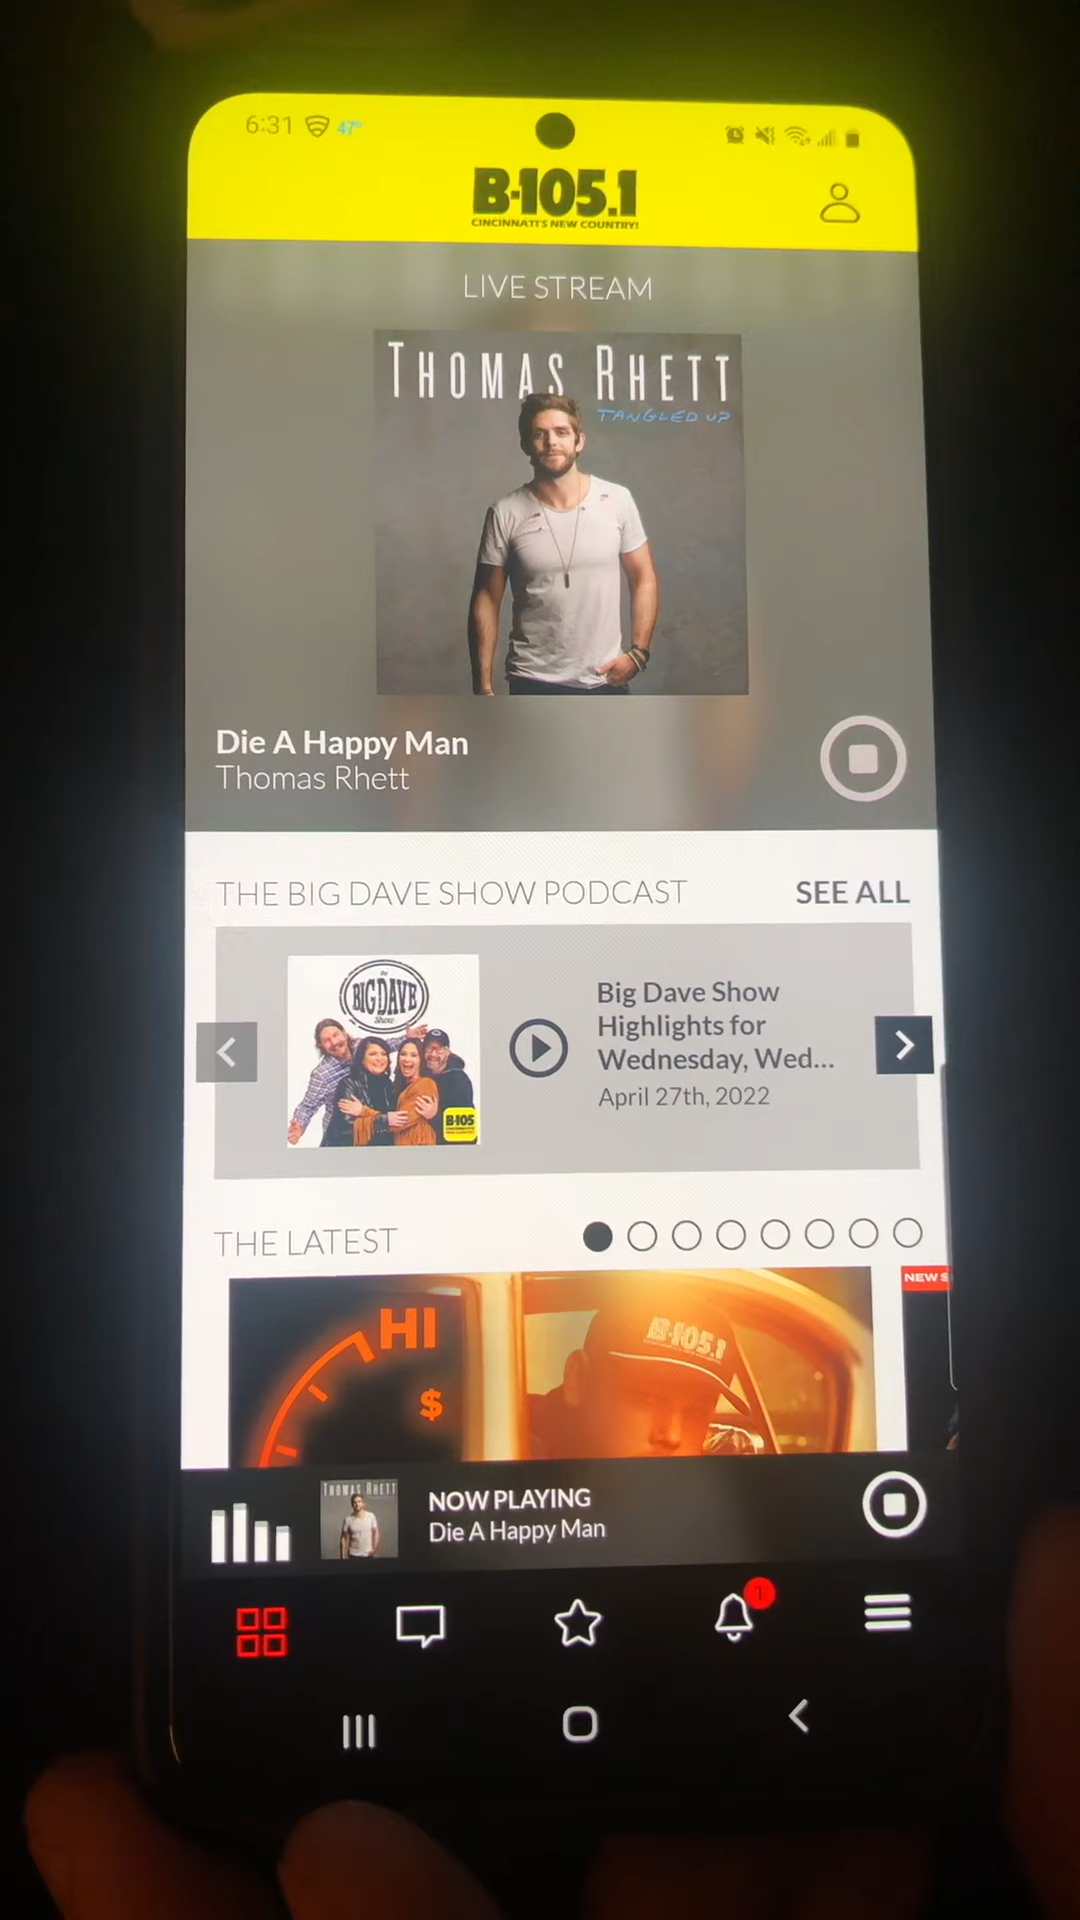 6:31 47°
B-105.1
CINCINNATI'S NEW COUNTRY!
LIVE STREAM
THOMAS RHETT
TANGLED UP
Die A Happy Man
Thomas Rhett
THE BIG DAVE SHOW PODCAST SEE ALL
the
BIG DAVE
Show
B-105
Big Dave Show
Highlights for
Wednesday, Wed...
April 27th, 2022
THE LATEST
HI
$
B-105.1
NEW S
THOMAS RHETT
NOW PLAYING
Die A Happy Man
1